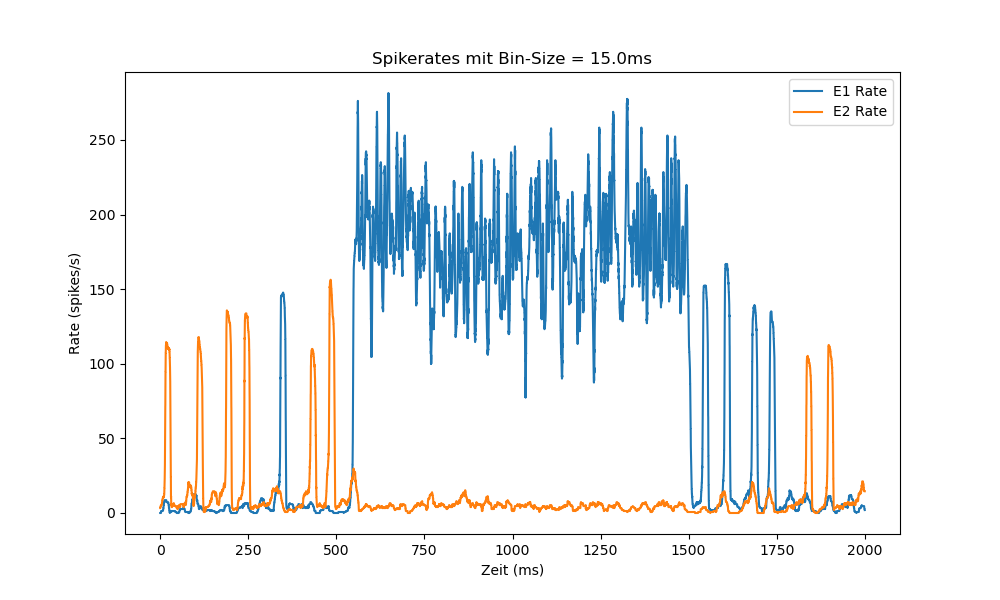 Spikerates mit Bin-Size = 15.0ms
E1 Rate
E2 Rate
Rate (spikes/s)
250
200
150
100
50
0
0 250 500 750 1000 1250 1500 1750 2000
Zeit (ms)